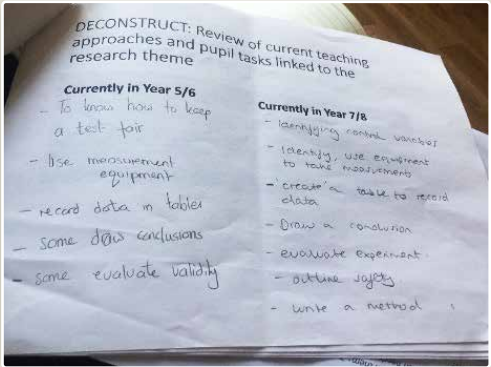 DECONSTRUCT: Review of current teaching
approaches and pupil tasks linked to the
research theme
Currently in Year 5/6
- To know how to keep
a test fair
- Use measurement
equipment
- record data in tables
- some draw conclusions
- some evaluate validity
Currently in Year 7/8
- Identifying control variables
- Identify, use equipment
to take measurements
- 'create' a table to record
data
- Draw a conclusion
- evaluate experiment.
- outline safety
- write a method